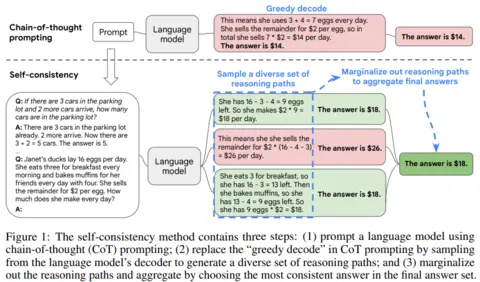 Greedy decode
Chain-of-thought
prompting
Prompt
Language
model
This means she uses 3 + 4 = 7 eggs every day.
She sells the remainder for $2 per egg, so in
total she sells 7 * $2 = $14 per day.
The answer is $14.
The answer is $14.
Self-consistency
Sample a diverse set of
reasoning paths
Marginalize out reasoning paths
to aggregate final answers
Q: If there are 3 cars in the parking
lot and 2 more cars arrive, how many
cars are in the parking lot?
A: There are 3 cars in the parking lot
already. 2 more arrive. Now there are
3 + 2 = 5 cars. The answer is 5.
...
Q: Janet's ducks lay 16 eggs per day.
She eats three for breakfast every
morning and bakes muffins for her
friends every day with four. She sells
the remainder for $2 per egg. How
much does she make every day?
A:
Language
model
She has 16 - 3 - 4 = 9 eggs
left. So she makes $2 * 9 =
$18 per day.
The answer is $18.
This means she she sells the
remainder for $2 * (16 - 4 - 3)
= $26 per day.
The answer is $26.
She eats 3 for breakfast, so
she has 16 - 3 = 13 left. Then
she bakes muffins, so she
has 13 - 4 = 9 eggs left. So
she has 9 eggs * $2 = $18.
The answer is $18.
The answer is $18.
Figure 1: The self-consistency method contains three steps: (1) prompt a language model using
chain-of-thought (CoT) prompting; (2) replace the “greedy decode” in CoT prompting by sampling
from the language model’s decoder to generate a diverse set of reasoning paths; and (3) marginalize
out the reasoning paths and aggregate by choosing the most consistent answer in the final answer set.